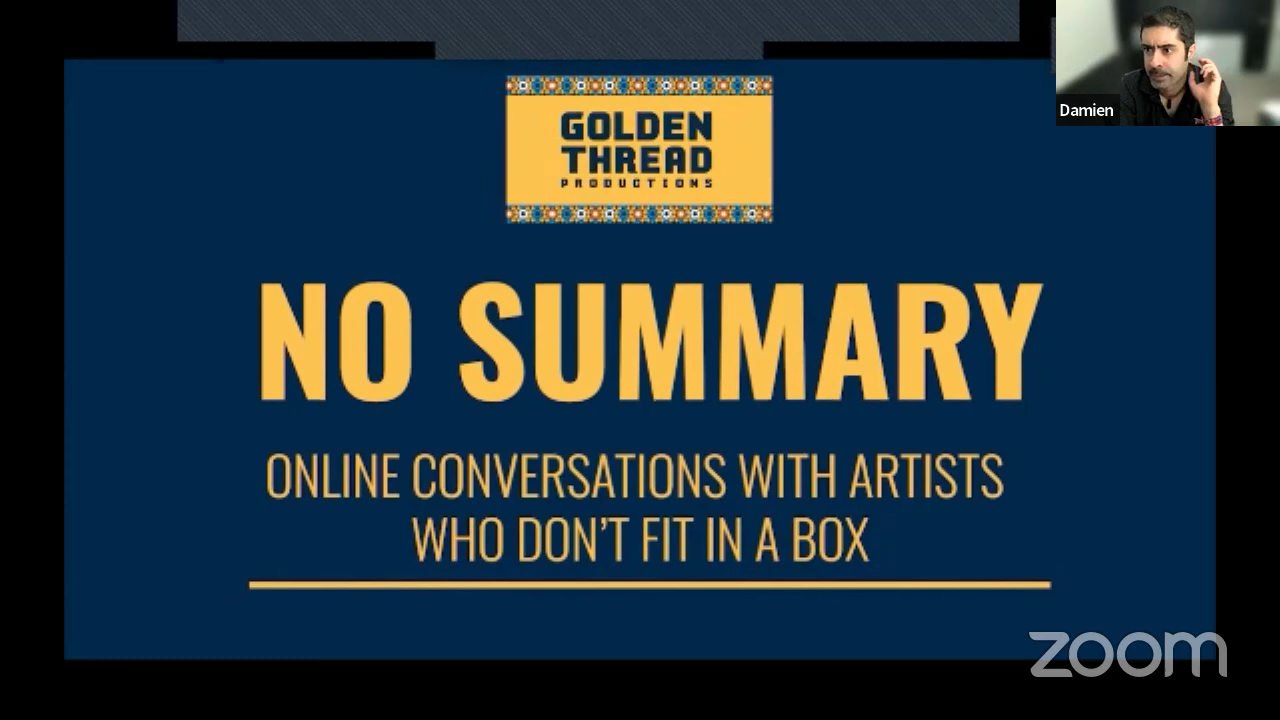 GOLDEN
THREAD
PRODUCTIONS
Damien
NO SUMMARY
ONLINE CONVERSATIONS WITH ARTISTS
WHO DON'T FIT IN A BOX
zoom